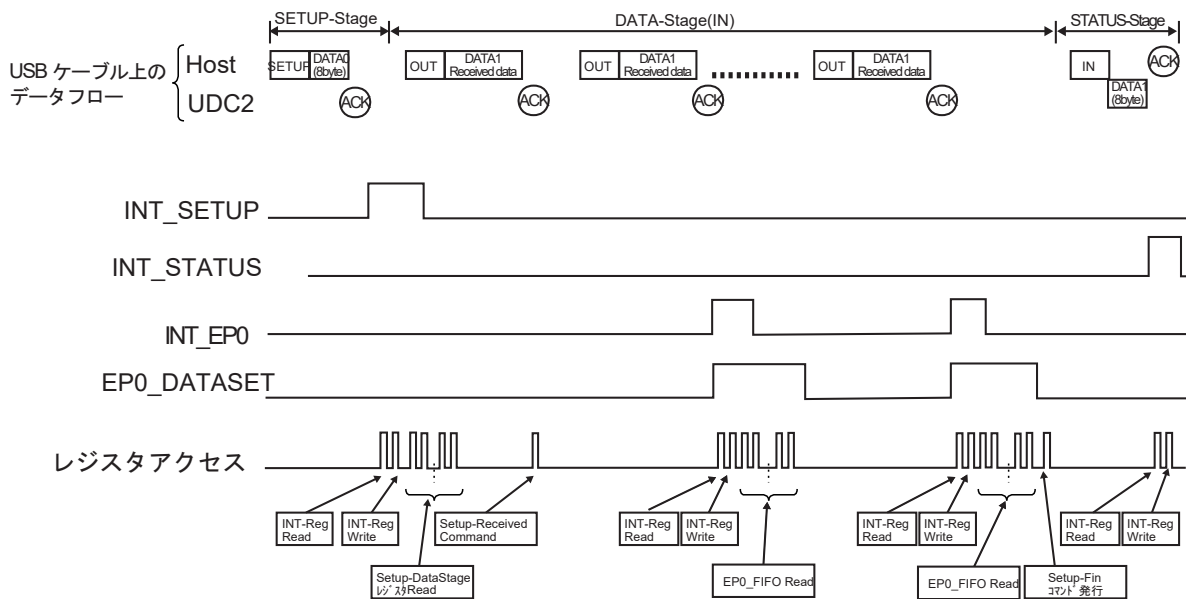 SETUP-Stage
DATA-Stage(IN)
STATUS-Stage
USB ケーブル上の
データフロー
Host
UDC2
SETUP
DATA0
(8byte)
ACK
OUT
DATA1
Received data
ACK
OUT
DATA1
Received data
ACK
OUT
DATA1
Received data
ACK
IN
DATA1
(8byte)
ACK
INT_SETUP
INT_STATUS
INT_EP0
EP0_DATASET
レジスタアクセス
INT-Reg
Read
INT-Reg
Write
Setup-Received
Command
INT-Reg
Read
INT-Reg
Write
INT-Reg
Read
INT-Reg
Write
INT-Reg
Read
INT-Reg
Write
Setup-DataStage
ﾚｼﾞｽﾀRead
EP0_FIFO Read
EP0_FIFO Read
Setup-Fin
ｺﾏﾝﾄﾞ発行